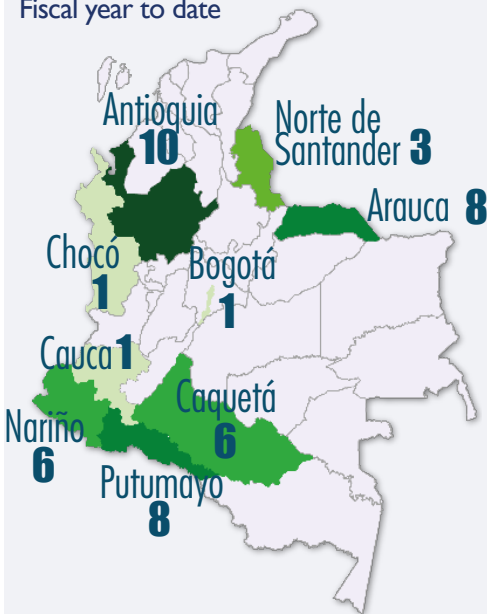 Fiscal year to date
Antioquia
10
Norte de
Santander 3
Arauca 8
Chocó
1
Bogotá
1
Cauca 1
Caquetá
6
Nariño
6
Putumayo
8